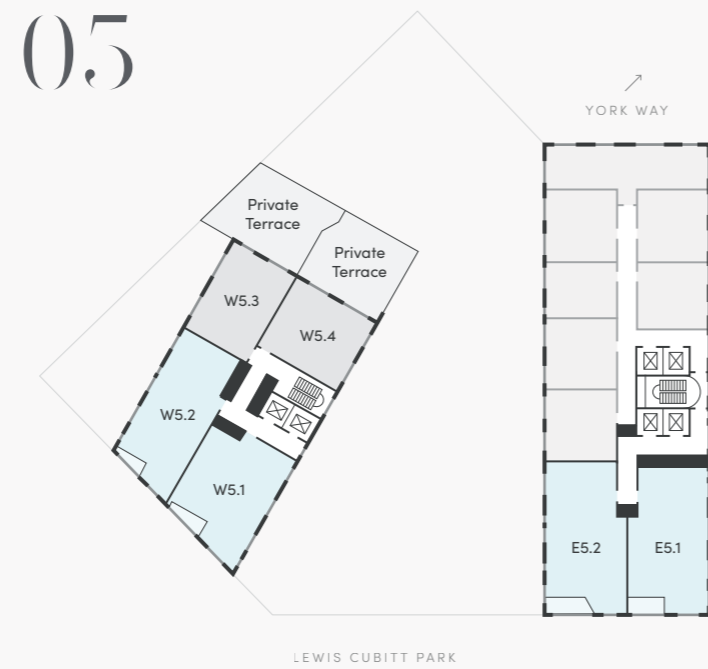 05
YORK WAY
Private
Terrace
Private
Terrace
W5.3
W5.4
W5.2
W5.1
E5.2
E5.1
LEWIS CUBITT PARK